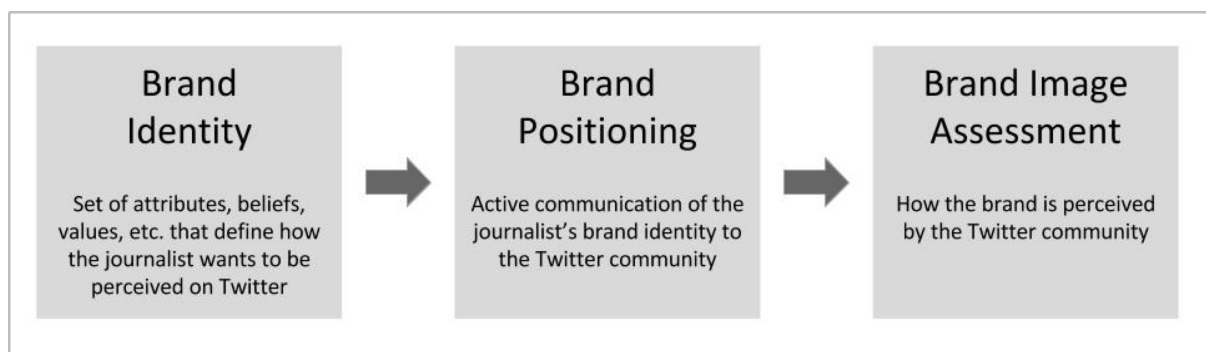 Brand
Identity
Set of attributes, beliefs,
values, etc. that define how
the journalist wants to be
perceived on Twitter
Brand
Positioning
Active communication of the
journalist's brand identity to
the Twitter community
Brand Image
Assessment
How the brand is perceived
by the Twitter community